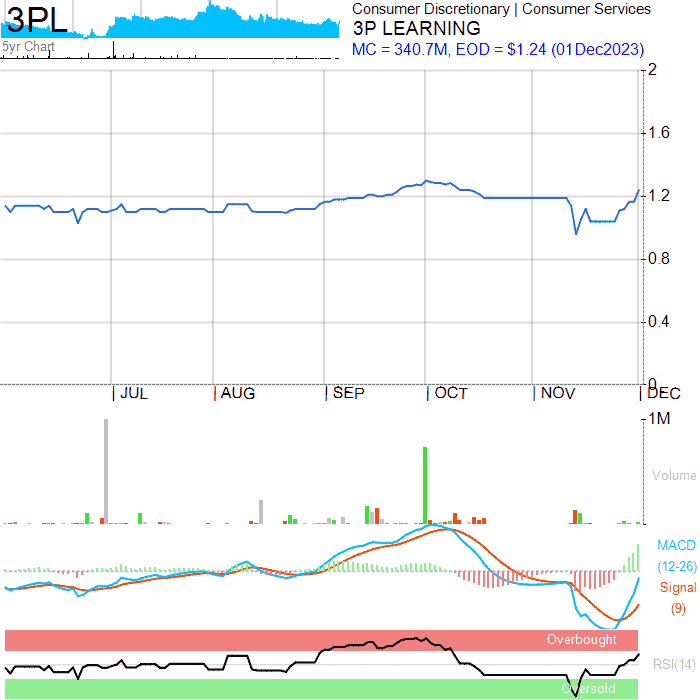 3PL
Consumer Discretionary | Consumer Services
3P LEARNING
5yr Chart
MC = 340.7M, EOD = $1.24 (01Dec2023)
2
1.6
1.2
0.8
0.4
0
JUL AUG SEP OCT NOV DEC
1M
Volume
MACD
(12-26)
Signal
(9)
Overbought
RSI(14)
Oversold